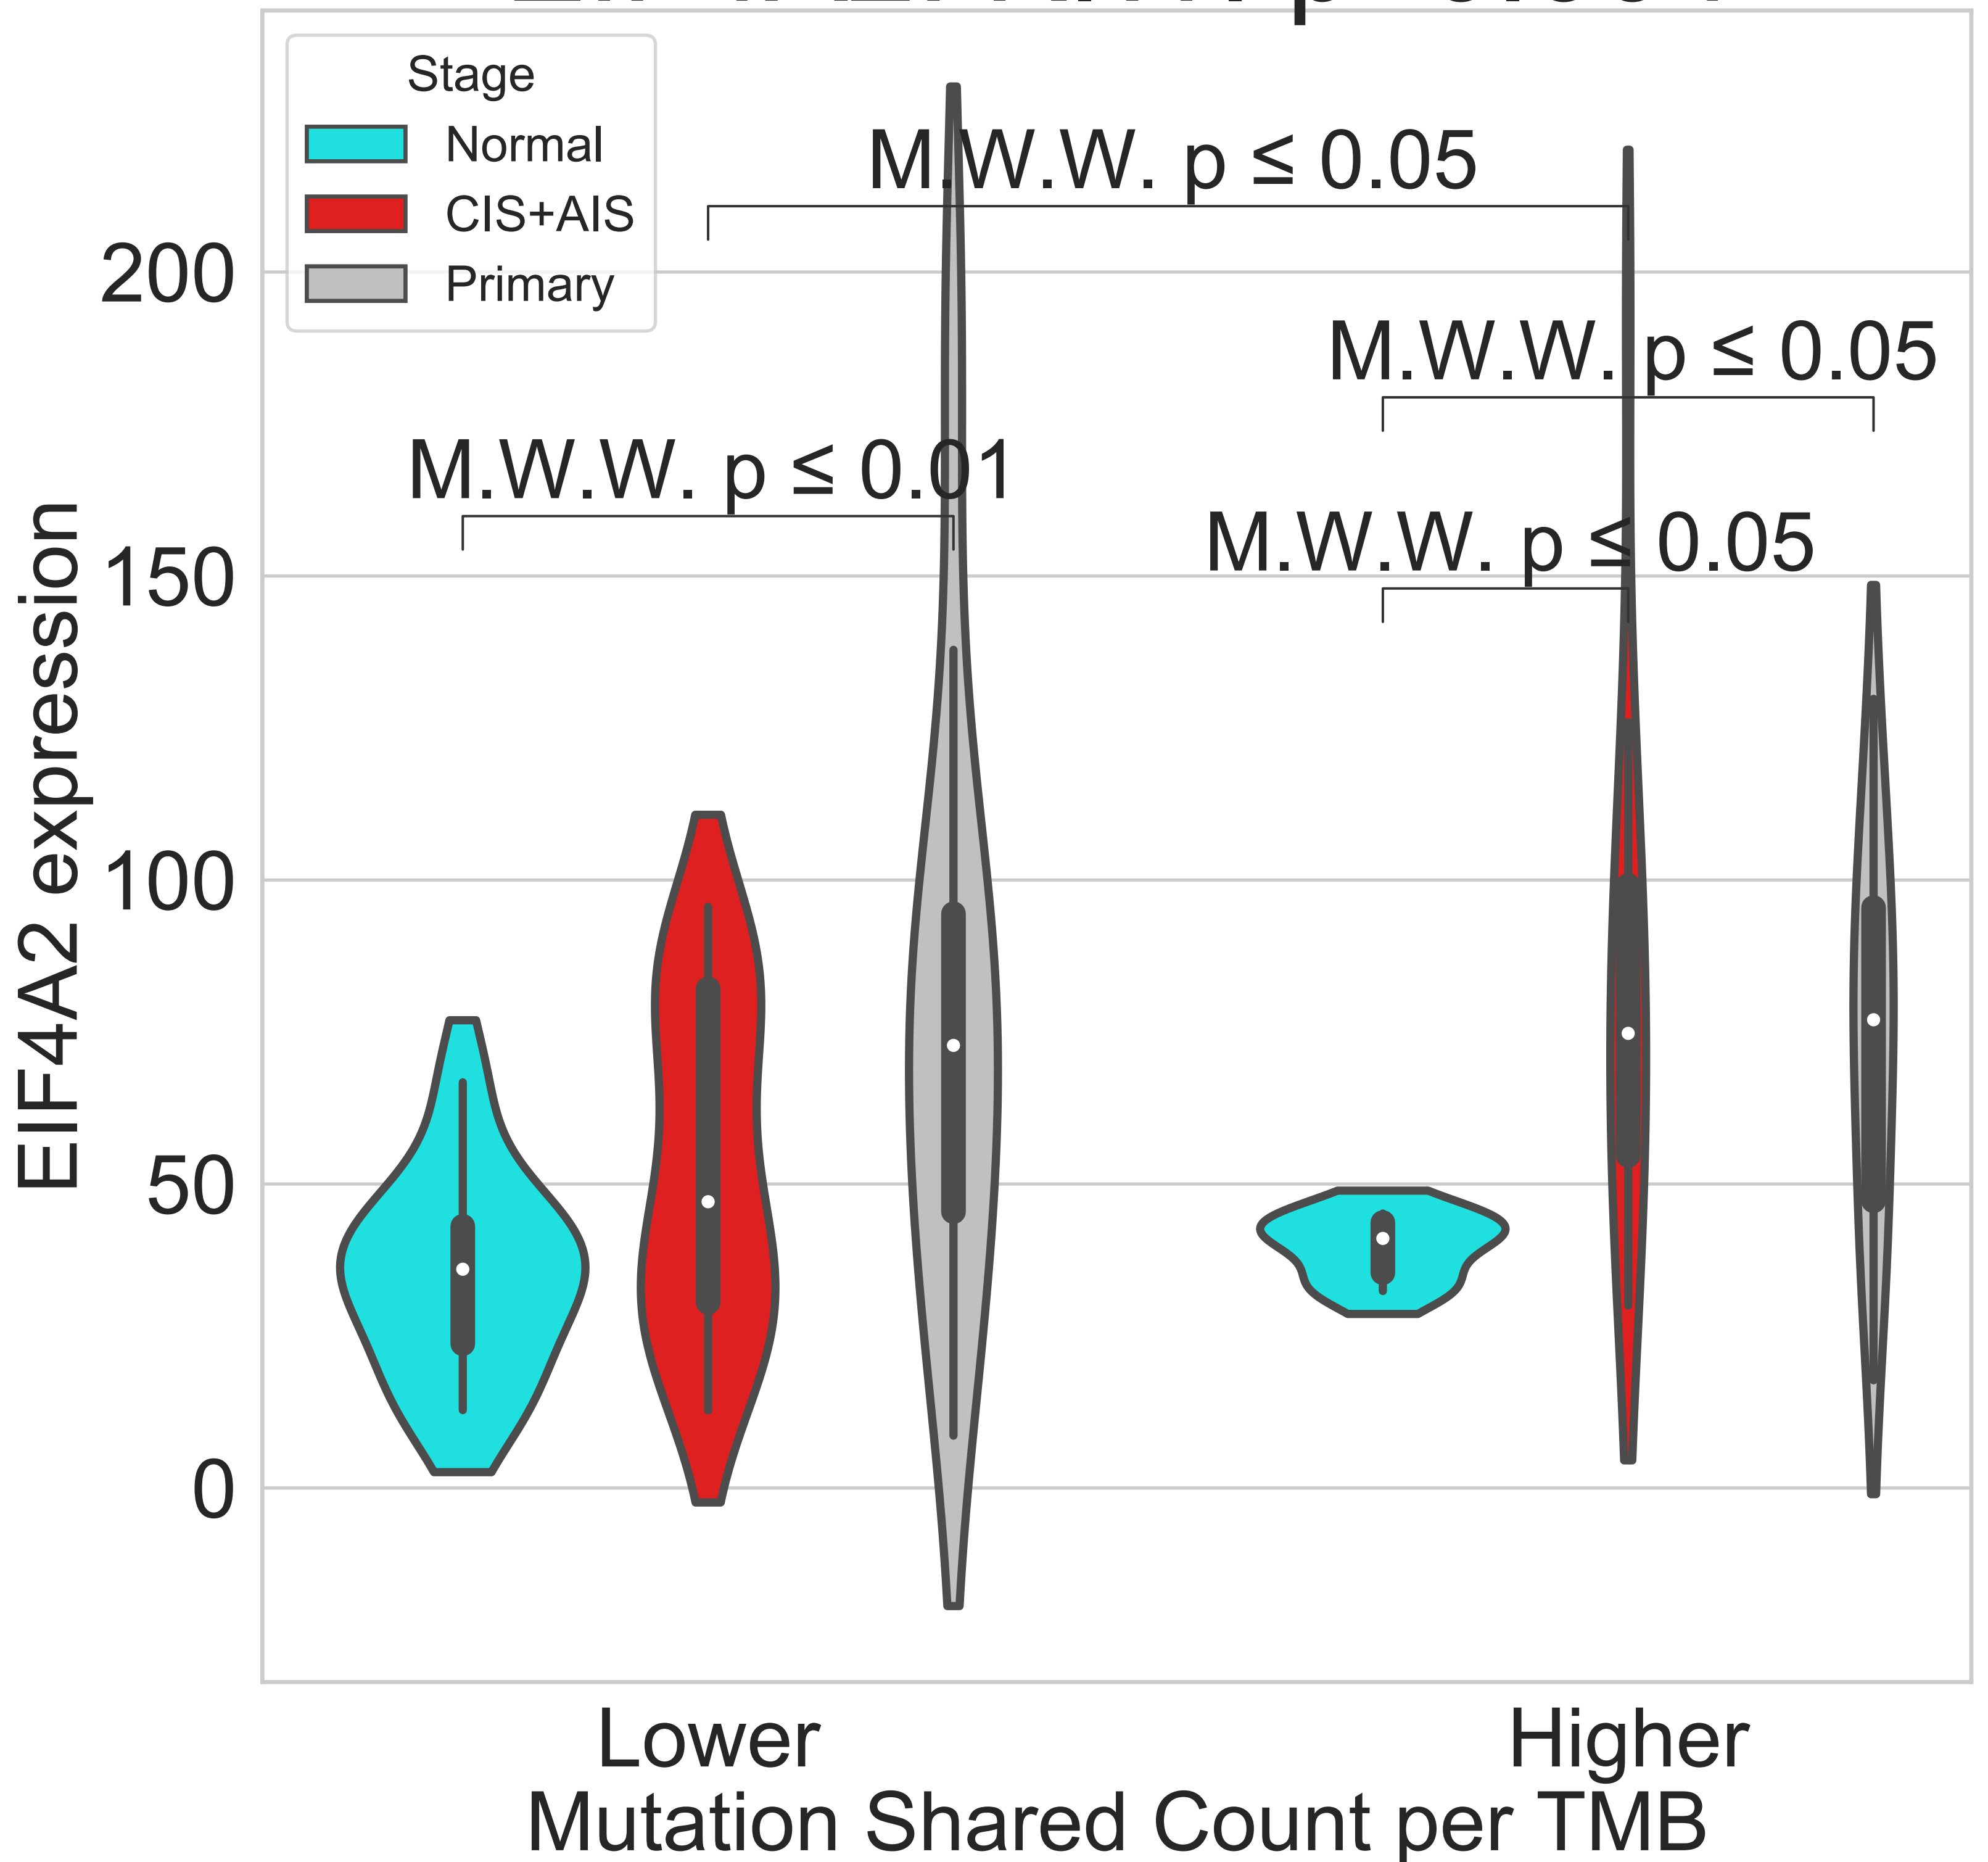 Stage
Normal
CIS+AIS
Primary
M.W.W. p ≤ 0.05
M.W.W. p ≤ 0.05
M.W.W. p ≤ 0.01
M.W.W. p ≤ 0.05
200
150
100
50
0
EIF4A2 expression
Lower
Higher
Mutation Shared Count per TMB